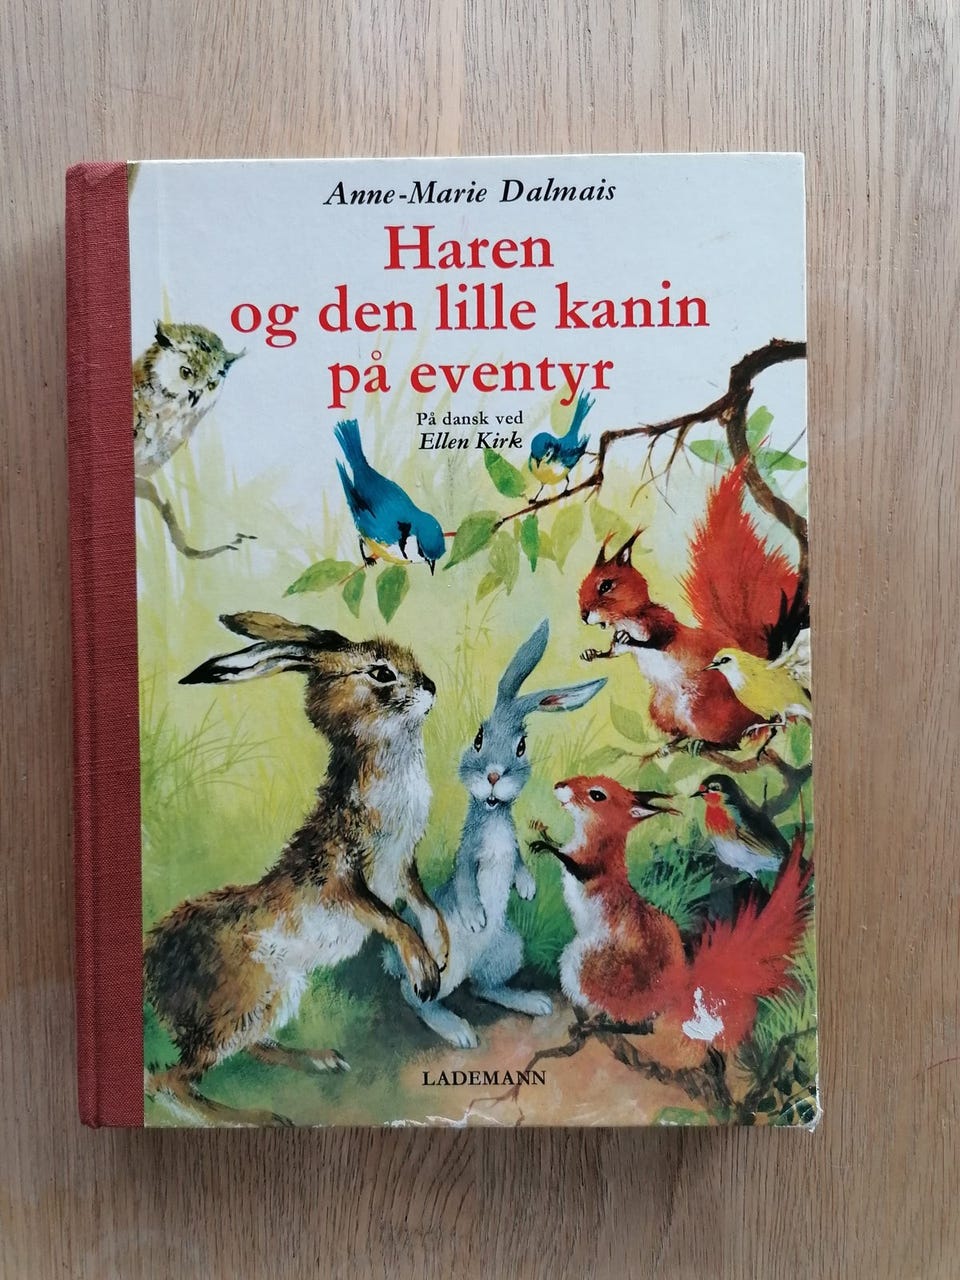 Anne-Marie Dalmais
Haren
og den lille kanin
på eventyr
På dansk ved
Ellen Kirk
LADEMANN